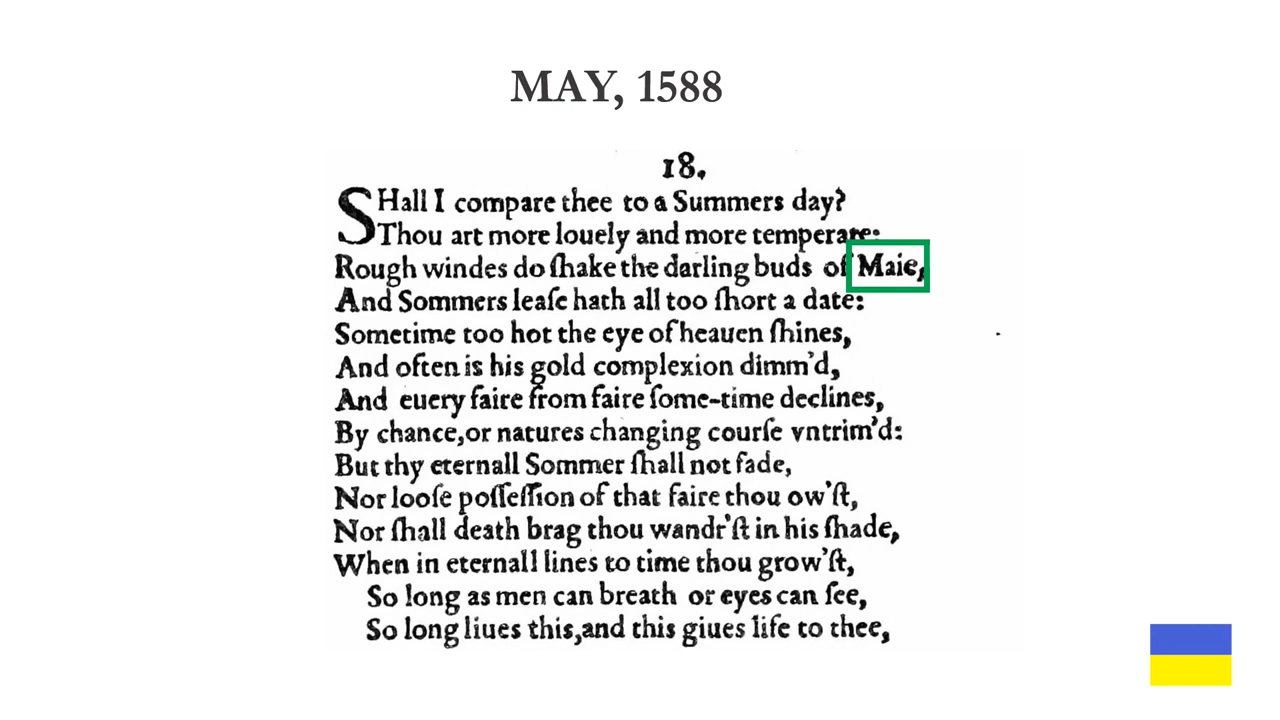 MAY, 1588
18.
SHall I compare thee to a Summers day?
Thou art more louely and more temperate:
Rough windes do ſhake the darling buds of Maie,
And Sommers leaſe hath all too ſhort a date:
Sometime too hot the eye of heauen ſhines,
And often is his gold complexion dimm'd,
And euery faire from faire ſome-time declines,
By chance,or natures changing courſe vntrim'd:
But thy eternall Sommer ſhall not fade,
Nor looſe poſſeſſion of that faire thou ow'ſt,
Nor ſhall death brag thou wandr'ſt in his ſhade,
When in eternall lines to time thou grow'ſt,
So long as men can breath or eyes can ſee,
So long liues this,and this giues life to thee,